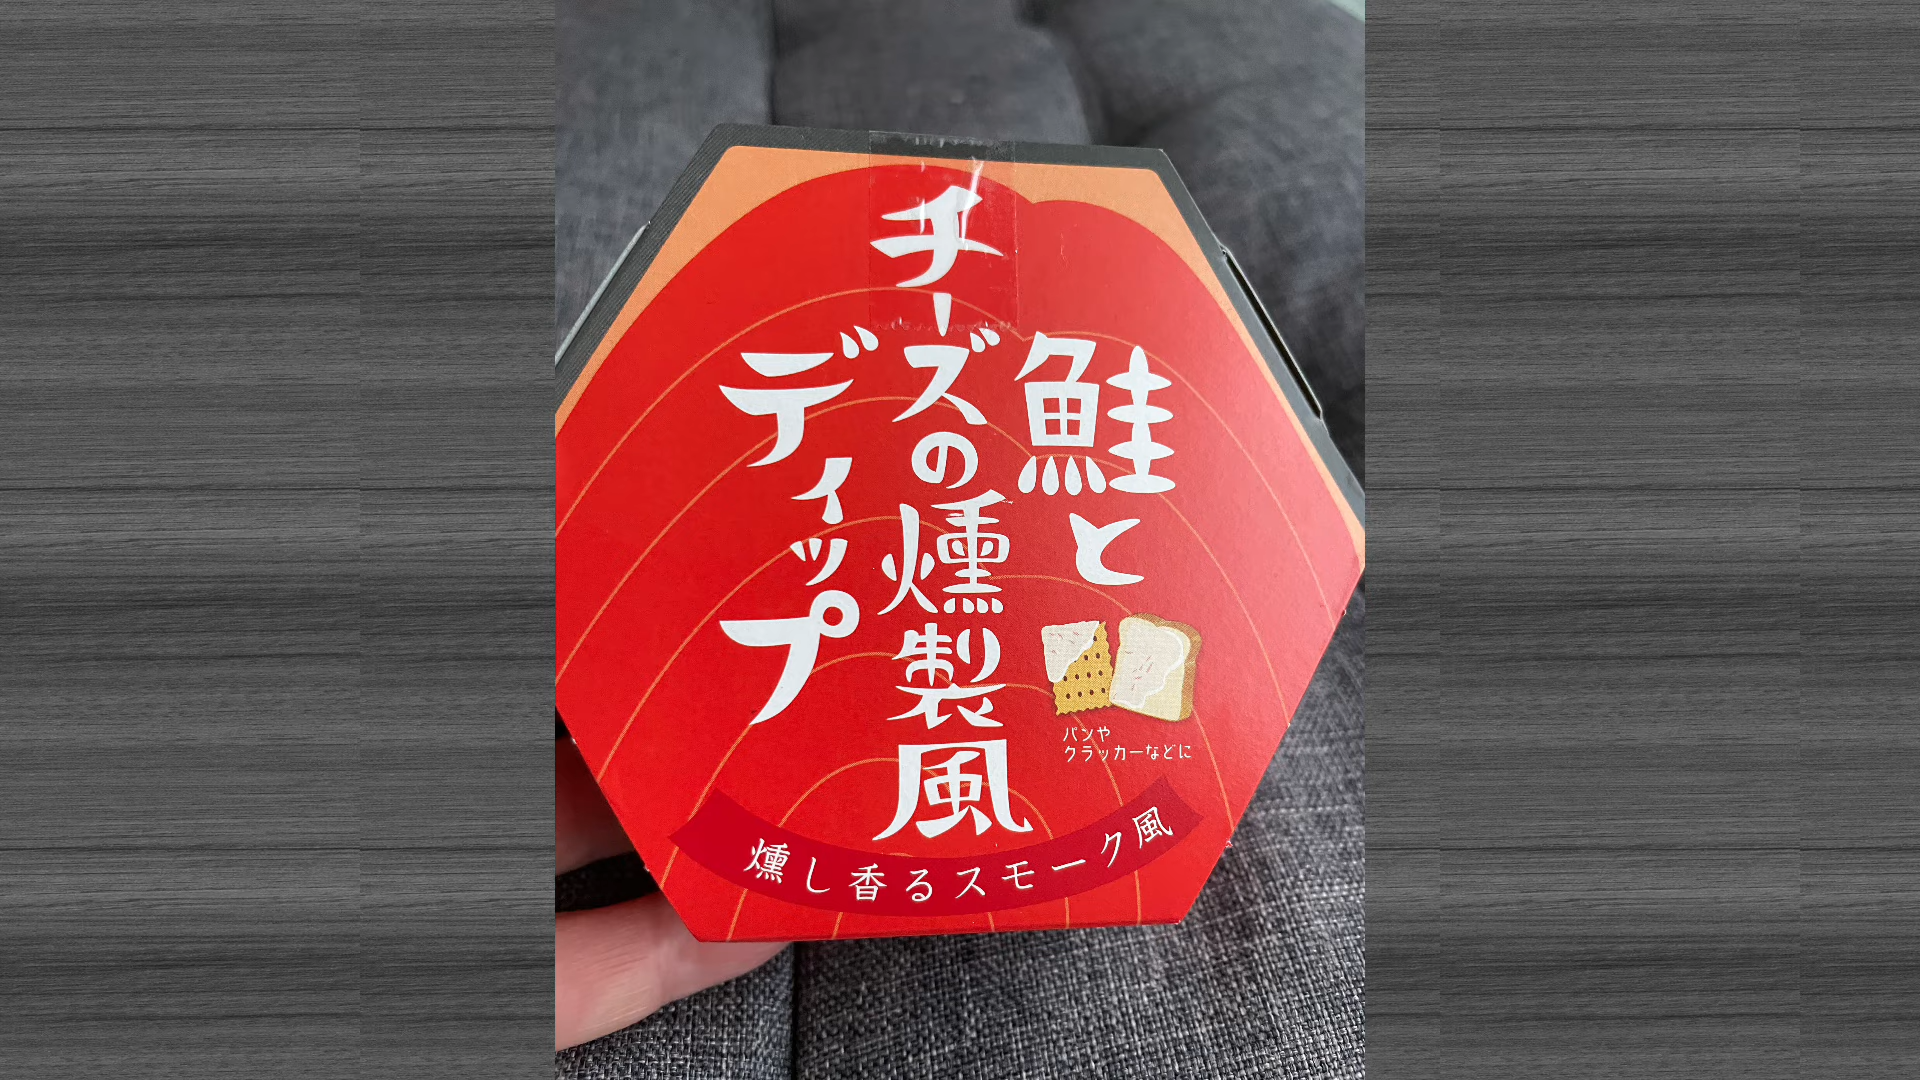 鮭と
チーズの燻製風
ディップ
パンや
クラッカーなどに
燻し香るスモーク風